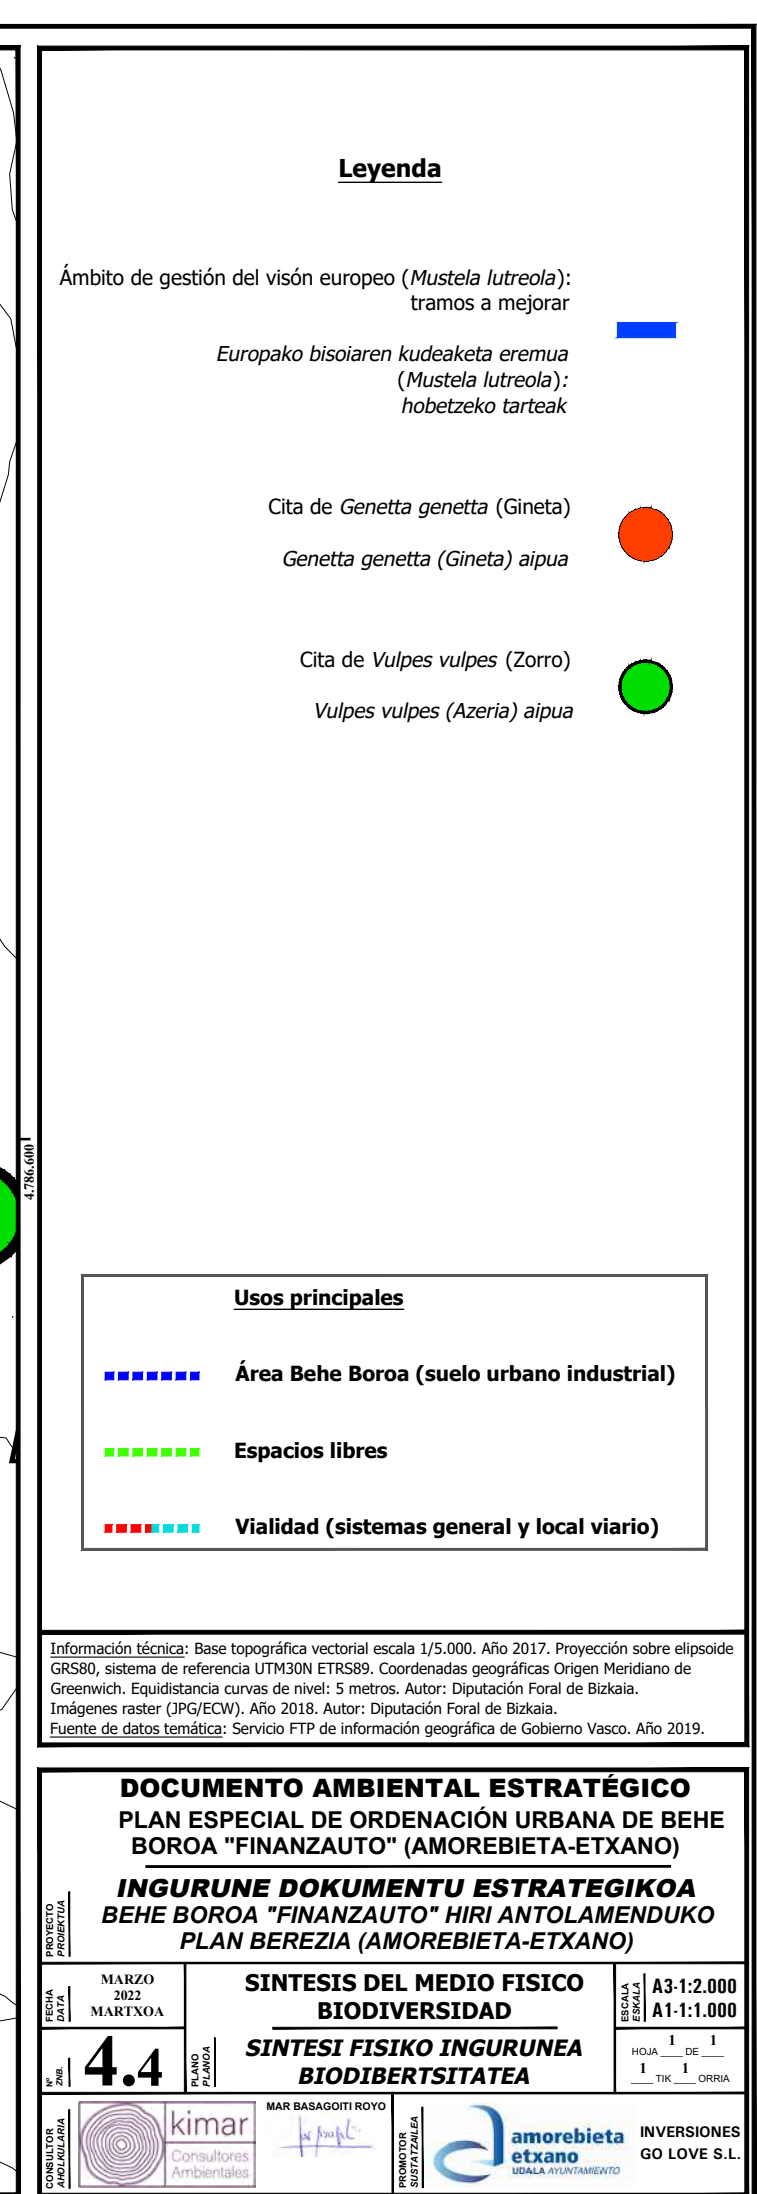 Leyenda
Ámbito de gestión del visón europeo (Mustela lutreola):
tramos a mejorar
Europako bisoiaren kudeaketa eremua
(Mustela lutreola):
hobetzeko tarteak
Cita de Genetta genetta (Gineta)
Genetta genetta (Gineta) aipua
Cita de Vulpes vulpes (Zorro)
Vulpes vulpes (Azeria) aipua
4.786.600
Usos principales
Área Behe Boroa (suelo urbano industrial)
Espacios libres
Vialidad (sistemas general y local viario)
Información técnica: Base topográfica vectorial escala 1/5.000. Año 2017. Proyección sobre elipsoide
GRS80, sistema de referencia UTM30N ETRS89. Coordenadas geográficas Origen Meridiano de
Greenwich. Equidistancia curvas de nivel: 5 metros. Autor: Diputación Foral de Bizkaia.
Imágenes raster (JPG/ECW). Año 2018. Autor: Diputación Foral de Bizkaia.
Fuente de datos temática: Servicio FTP de información geográfica de Gobierno Vasco. Año 2019.
PROYECTO
PROIEKTUA
DOCUMENTO AMBIENTAL ESTRATÉGICO
PLAN ESPECIAL DE ORDENACIÓN URBANA DE BEHE
BOROA "FINANZAUTO" (AMOREBIETA-ETXANO)
INGURUNE DOKUMENTU ESTRATEGIKOA
BEHE BOROA "FINANZAUTO" HIRI ANTOLAMENDUKO
PLAN BEREZIA (AMOREBIETA-ETXANO)
FECHA
DATA
MARZO
2022
MARTXOA
Nº
ZNB.
4.4
PLANO
PLANOA
SINTESIS DEL MEDIO FISICO
BIODIVERSIDAD
SINTESI FISIKO INGURUNEA
BIODIBERTSITATEA
ESCALA
ESKALA
A3-1:2.000
A1-1:1.000
HOJA 1 DE 1
1 TIK 1 ORRIA
CONSULTOR
AHOLKULARIA
kimar
Consultores
Ambientales
MAR BASAGOITI ROYO
PROMOTOR
SUSTATZAILEA
amorebieta
etxano
UDALA AYUNTAMIENTO
INVERSIONES
GO LOVE S.L.